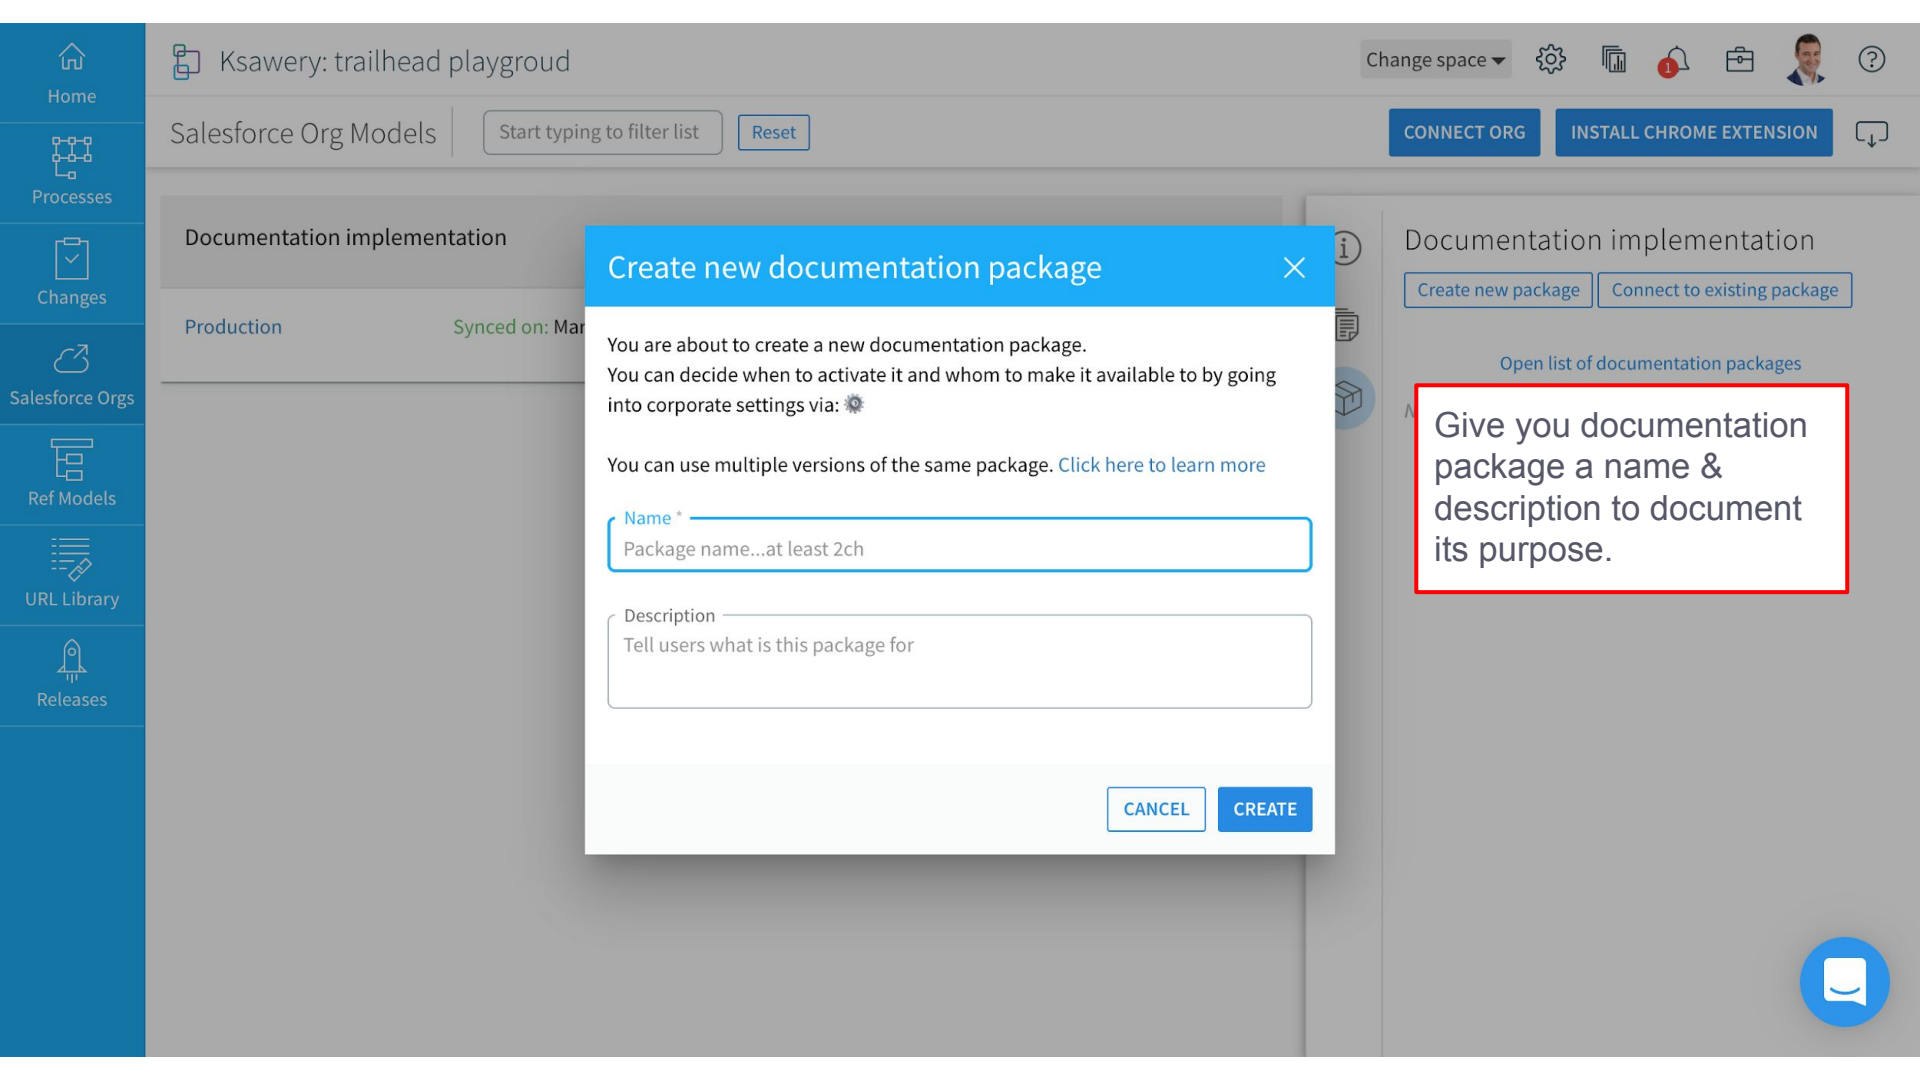 Home
Processes
Changes
Salesforce Orgs
Ref Models
URL Library
Releases
Ksawery: trailhead playgroud
Change space
1
Salesforce Org Models
Start typing to filter list
Reset
CONNECT ORG
INSTALL CHROME EXTENSION
Documentation implementation
Production
Synced on: Mar
Create new documentation package
You are about to create a new documentation package.
You can decide when to activate it and whom to make it available to by going
into corporate settings via:
You can use multiple versions of the same package. Click here to learn more
Name *
Package name...at least 2ch
Description
Tell users what is this package for
CANCEL
CREATE
Documentation implementation
Create new package
Connect to existing package
Open list of documentation packages
Give you documentation
package a name &
description to document
its purpose.